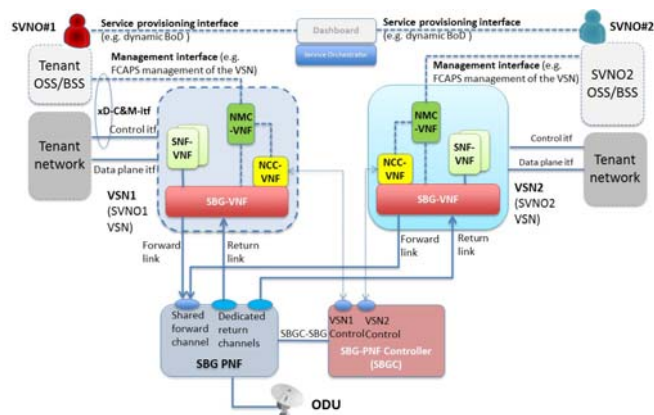 SVNO#1
Service provisioning interface
(e.g. dynamic BoD)
Dashboard
Service Orchestrator
Service provisioning interface
(e.g. dynamic BoD)
SVNO#2
Tenant
OSS/BSS
Management interface (e.g.
FCAPS management of the VSN)
Management interface (e.g.
FCAPS management of the VSN)
SVNO2
OSS/BSS
xD-C&M-itf
Control itf
Tenant
network
Data plane itf
NMC
-VNF
SNF-
VNF
NCC-
VNF
SBG-VNF
VSN1
(SVNO1
VSN)
NMC
-VNF
NCC-
VNF
SNF-
VNF
SBG-VNF
Control itf
Data plane itf
Tenant
network
VSN2
(SVNO2
VSN)
Forward
link
Return
link
Forward
link
Return
link
Shared
forward
channel
Dedicated
return
channels
SBG PNF
SBGC-SBG
VSN1
Control
VSN2
Control
SBG-PNF Controller
(SBGC)
ODU